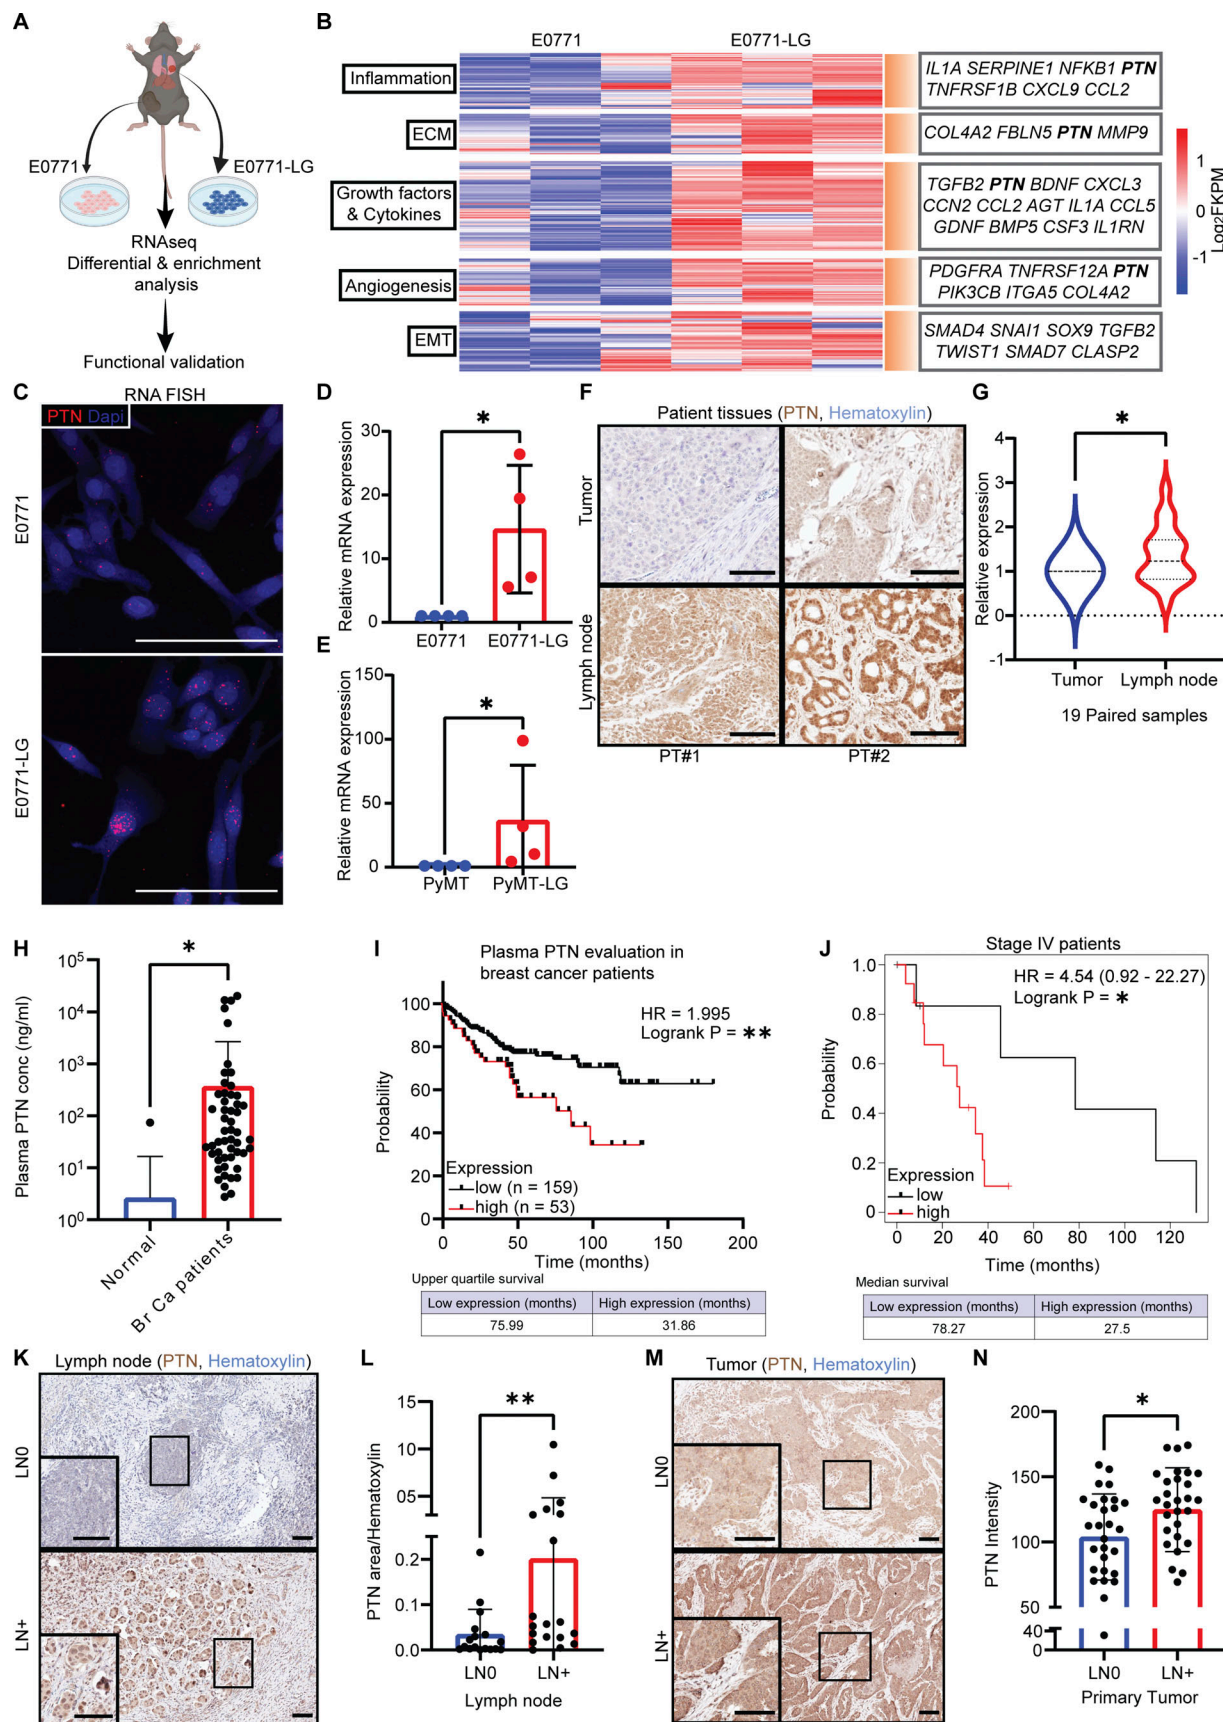 A
E0771
E0771-LG
RNAseq
Differential & enrichment
analysis
Functional validation
B
E0771
E0771-LG
Inflammation
IL1A SERPINE1 NFKB1 PTN
TNFRSF1B CXCL9 CCL2
ECM
COL4A2 FBLN5 PTN MMP9
Growth factors
& Cytokines
TGFB2 PTN BDNF CXCL3
CCN2 CCL2 AGT IL1A CCL5
GDNF BMP5 CSF3 IL1RN
Angiogenesis
PDGFRA TNFRSF12A PTN
PIK3CB ITGA5 COL4A2
EMT
SMAD4 SNAI1 SOX9 TGFB2
TWIST1 SMAD7 CLASP2
1
0
-1
Log2FKPM
C
RNA FISH
PTN Dapi
E0771
E0771-LG
D
*
Relative mRNA expression
30
20
10
0
E0771
E0771-LG
E
*
Relative mRNA expression
150
100
50
0
PyMT
PyMT-LG
F
Patient tissues (PTN, Hematoxylin)
Tumor
Lymph node
PT#1
PT#2
G
*
Relative expression
4
3
2
1
0
-1
Tumor
Lymph node
19 Paired samples
H
*
Plasma PTN conc (ng/ml)
10^5
10^4
10^3
10^2
10^1
10^0
Normal
Br Ca patients
I
Plasma PTN evaluation in
breast cancer patients
HR = 1.995
Logrank P = **
Probability
100
80
60
40
20
0
Expression
low (n = 159)
high (n = 53)
0
50
100
150
200
Time (months)
Upper quartile survival
Low expression (months)
High expression (months)
75.99
31.86
J
Stage IV patients
HR = 4.54 (0.92 - 22.27)
Logrank P = *
Probability
1.0
0.8
0.6
0.4
0.2
0
Expression
low
high
0
20
40
60
80
100
120
Time (months)
Median survival
Low expression (months)
High expression (months)
78.27
27.5
K
Lymph node (PTN, Hematoxylin)
LN0
LN+
L
**
PTN area/Hematoxylin
15
10
05
0.2
0.1
0.0
LN0
LN+
Lymph node
M
Tumor (PTN, Hematoxylin)
LN0
LN+
N
*
PTN Intensity
200
150
100
50
40
0
LN0
LN+
Primary Tumor